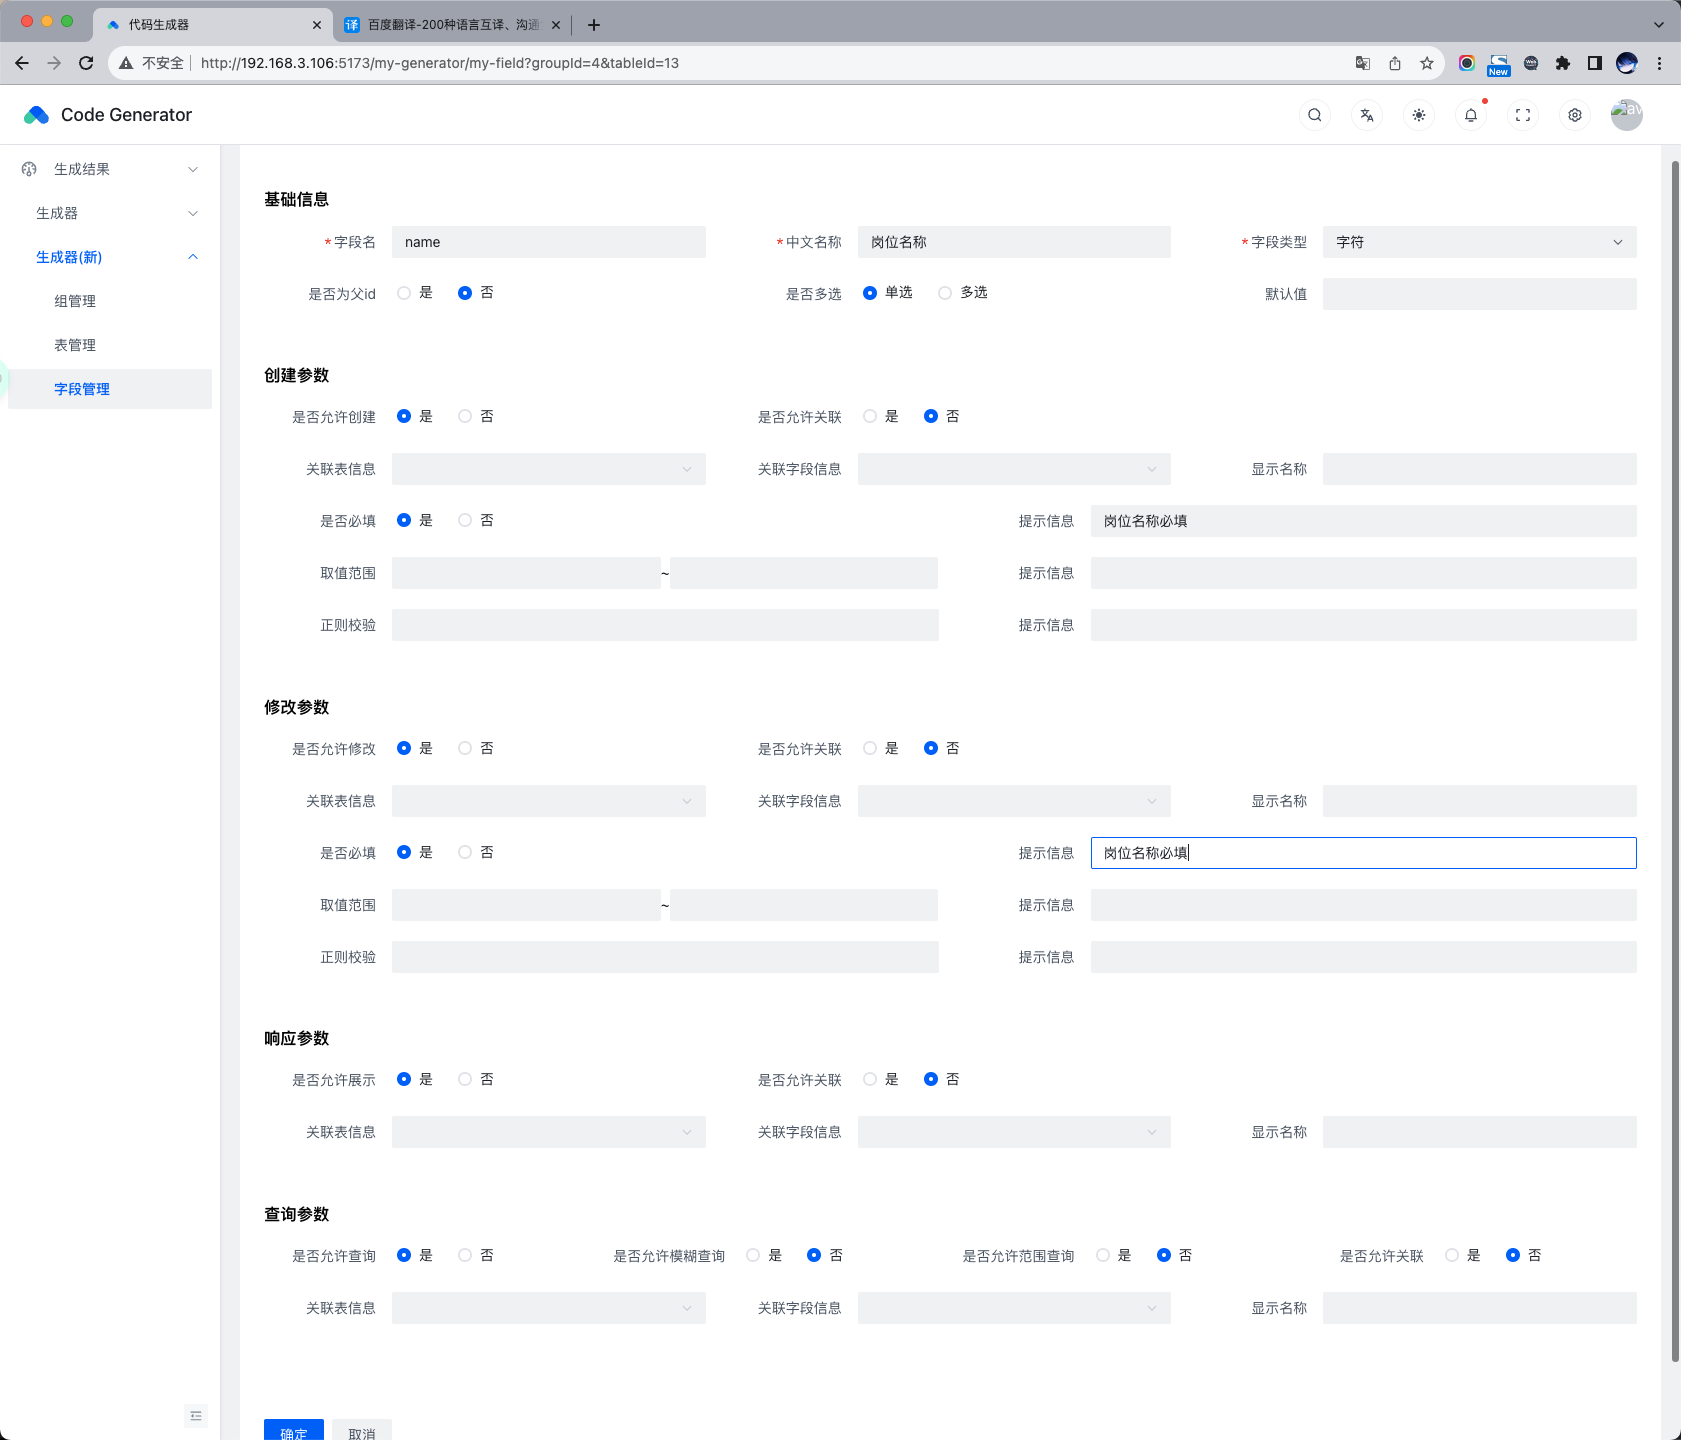 代码生成器
百度翻译-200种语言互译、沟通
不安全 http://192.168.3.106:5173/my-generator/my-field?groupId=4&tableId=13
New
Code Generator
生成结果
生成器
生成器(新)
组管理
表管理
字段管理
基础信息
*字段名 name *中文名称 岗位名称 *字段类型 字符
是否为父id 是 否 是否多选 单选 多选 默认值
创建参数
是否允许创建 是 否 是否允许关联 是 否
关联表信息 关联字段信息 显示名称
是否必填 是 否 提示信息 岗位名称必填
取值范围 ~ 提示信息
正则校验 提示信息
修改参数
是否允许修改 是 否 是否允许关联 是 否
关联表信息 关联字段信息 显示名称
是否必填 是 否 提示信息 岗位名称必填
取值范围 ~ 提示信息
正则校验 提示信息
响应参数
是否允许展示 是 否 是否允许关联 是 否
关联表信息 关联字段信息 显示名称
查询参数
是否允许查询 是 否 是否允许模糊查询 是 否 是否允许范围查询 是 否 是否允许关联 是 否
关联表信息 关联字段信息 显示名称
确定 取消